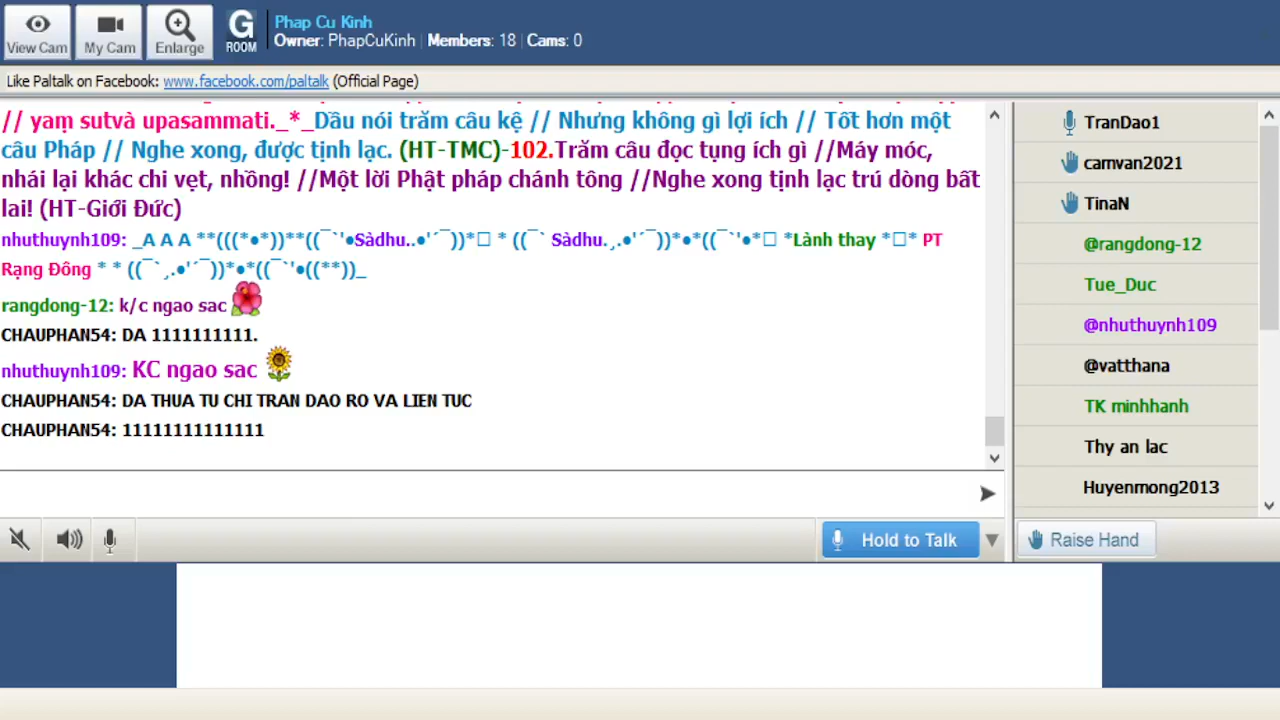 Phap Cu Kinh
Owner: PhapCuKinh | Members: 18 | Cams: 0
View Cam
My Cam
Enlarge
G
ROOM
Like Paltalk on Facebook: www.facebook.com/paltalk (Official Page)
// yaṃ sutvà upasammati._*_Dầu nói trăm câu kệ // Nhưng không gì lợi ích // Tốt hơn một
câu Pháp // Nghe xong, được tịnh lạc. (HT-TMC)-102.Trăm câu đọc tụng ích gì //Máy móc,
nhái lại khác chi vẹt, nhồng! //Một lời Phật pháp chánh tông //Nghe xong tịnh lạc trú dòng bất
lai! (HT-Giới Đức)
nhuthuynh109: _A A A **(((*•*))**((¯`'•Sàdhu..•'´¯))*□ * ((¯` Sàdhu.¸.•'´¯))*•*((¯`'•*□ *Lành thay *□* PT
Rạng Đông * * ((¯`¸.•'´¯))*•*((¯`'•((**))_
rangdong-12: k/c ngao sac
CHAUPHAN54: DA 1111111111.
nhuthuynh109: KC ngao sac
CHAUPHAN54: DA THUA TU CHI TRAN DAO RO VA LIEN TUC
CHAUPHAN54: 11111111111111
TranDao1
camvan2021
TinaN
@rangdong-12
Tue_Duc
@nhuthuynh109
@vatthana
TK minhhanh
Thy an lac
Huyenmong2013
Hold to Talk
Raise Hand